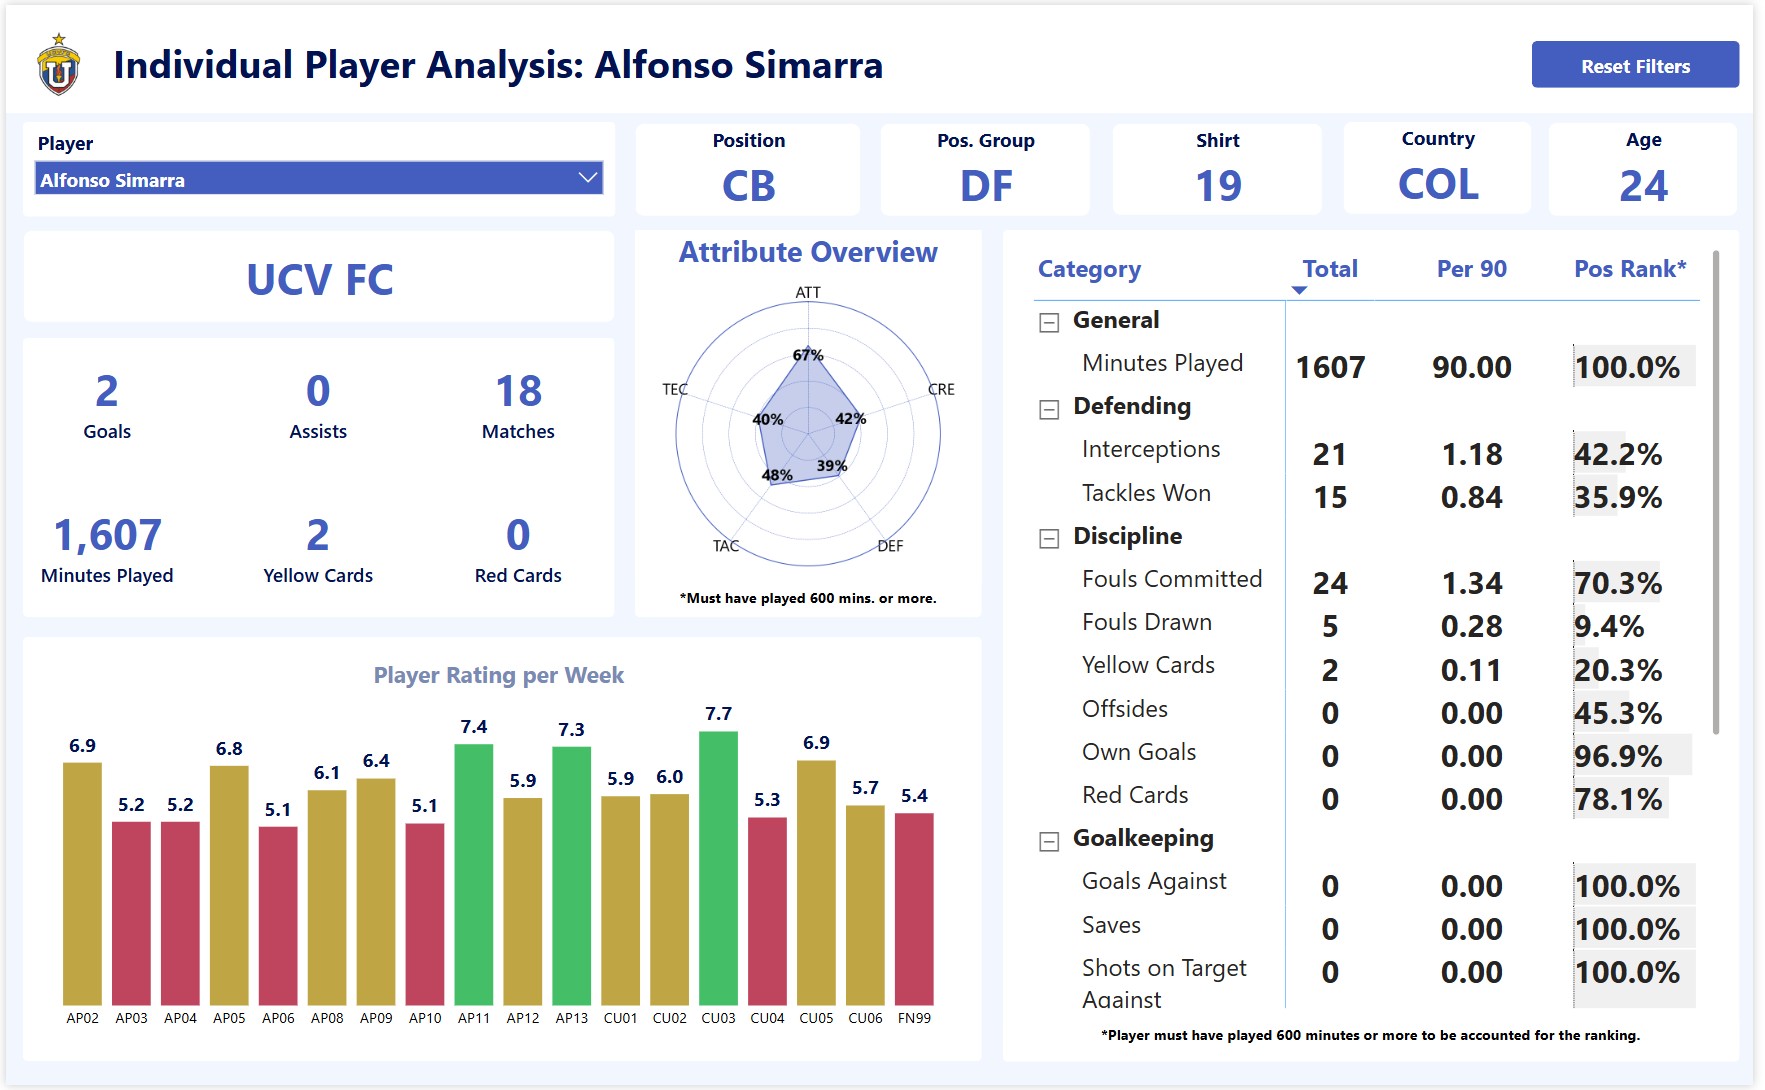 Individual Player Analysis: Alfonso Simarra
Reset Filters
Player
Alfonso Simarra
Position
CB
Pos. Group
DF
Shirt
19
Country
COL
Age
24
UCV FC
2
Goals
0
Assists
18
Matches
1,607
Minutes Played
2
Yellow Cards
0
Red Cards
Attribute Overview
ATT
67%
TEC
CRE
40%
42%
48%
39%
TAC
DEF
*Must have played 600 mins. or more.
Player Rating per Week
6.9 5.2 5.2 6.8 5.1 6.1 6.4 5.1 7.4 5.9 7.3 5.9 6.0 7.7 5.3 6.9 5.7 5.4
AP02 AP03 AP04 AP05 AP06 AP08 AP09 AP10 AP11 AP12 AP13 CU01 CU02 CU03 CU04 CU05 CU06 FN99
Category Total Per 90 Pos Rank*
General
Minutes Played 1607 90.00 100.0%
Defending
Interceptions 21 1.18 42.2%
Tackles Won 15 0.84 35.9%
Discipline
Fouls Committed 24 1.34 70.3%
Fouls Drawn 5 0.28 9.4%
Yellow Cards 2 0.11 20.3%
Offsides 0 0.00 45.3%
Own Goals 0 0.00 96.9%
Red Cards 0 0.00 78.1%
Goalkeeping
Goals Against 0 0.00 100.0%
Saves 0 0.00 100.0%
Shots on Target 0 0.00 100.0%
Against
*Player must have played 600 minutes or more to be accounted for the ranking.